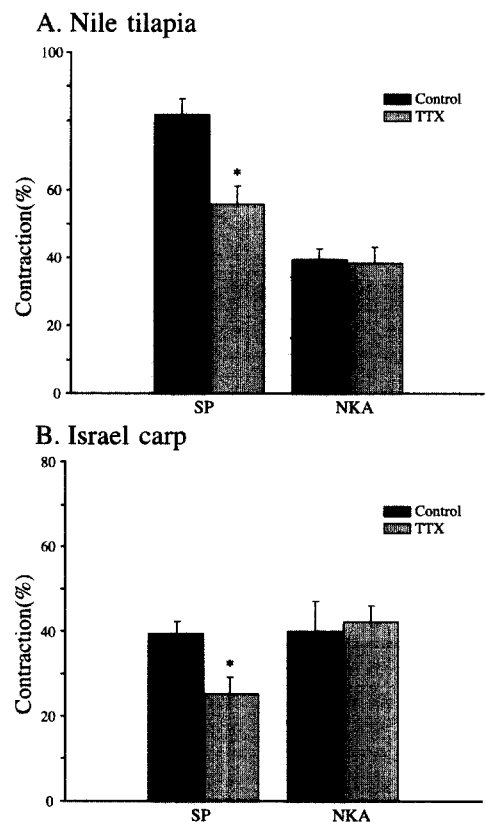 A. Nile tilapia
100
Control
TTX
*
60
40
20
0
Contraction(%)
SP NKA
B. Israel carp
80
Control
TTX
60
40
*
20
0
Contraction(%)
SP NKA